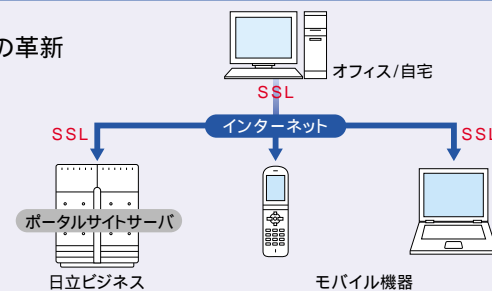 の革新
オフィス/自宅
SSL
インターネット
SSL
SSL
ポータルサイトサーバ
日立ビジネス
モバイル機器